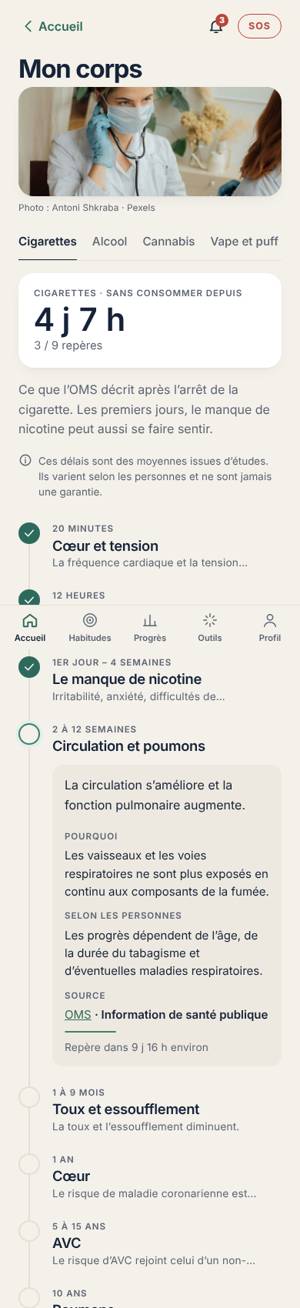 Accueil
3
SOS
Mon corps
Photo : Antoni Shkraba · Pexels
Cigarettes Alcool Cannabis Vape et puff
CIGARETTES · SANS CONSOMMER DEPUIS
4 j 7 h
3 / 9 repères
Ce que l’OMS décrit après l’arrêt de la
cigarette. Les premiers jours, le manque de
nicotine peut aussi se faire sentir.
Ces délais sont des moyennes issues d’études.
Ils varient selon les personnes et ne sont jamais
une garantie.
20 MINUTES
Cœur et tension
La fréquence cardiaque et la tension…
12 HEURES
Accueil Habitudes Progrès Outils Profil
1ER JOUR – 4 SEMAINES
Le manque de nicotine
Irritabilité, anxiété, difficultés de…
2 À 12 SEMAINES
Circulation et poumons
La circulation s’améliore et la
fonction pulmonaire augmente.
POURQUOI
Les vaisseaux et les voies
respiratoires ne sont plus exposés en
continu aux composants de la fumée.
SELON LES PERSONNES
Les progrès dépendent de l’âge, de
la durée du tabagisme et
d’éventuelles maladies respiratoires.
SOURCE
OMS · Information de santé publique
Repère dans 9 j 16 h environ
1 À 9 MOIS
Toux et essoufflement
La toux et l’essoufflement diminuent.
1 AN
Cœur
Le risque de maladie coronarienne est…
5 À 15 ANS
AVC
Le risque d’AVC rejoint celui d’un non-…
10 ANS